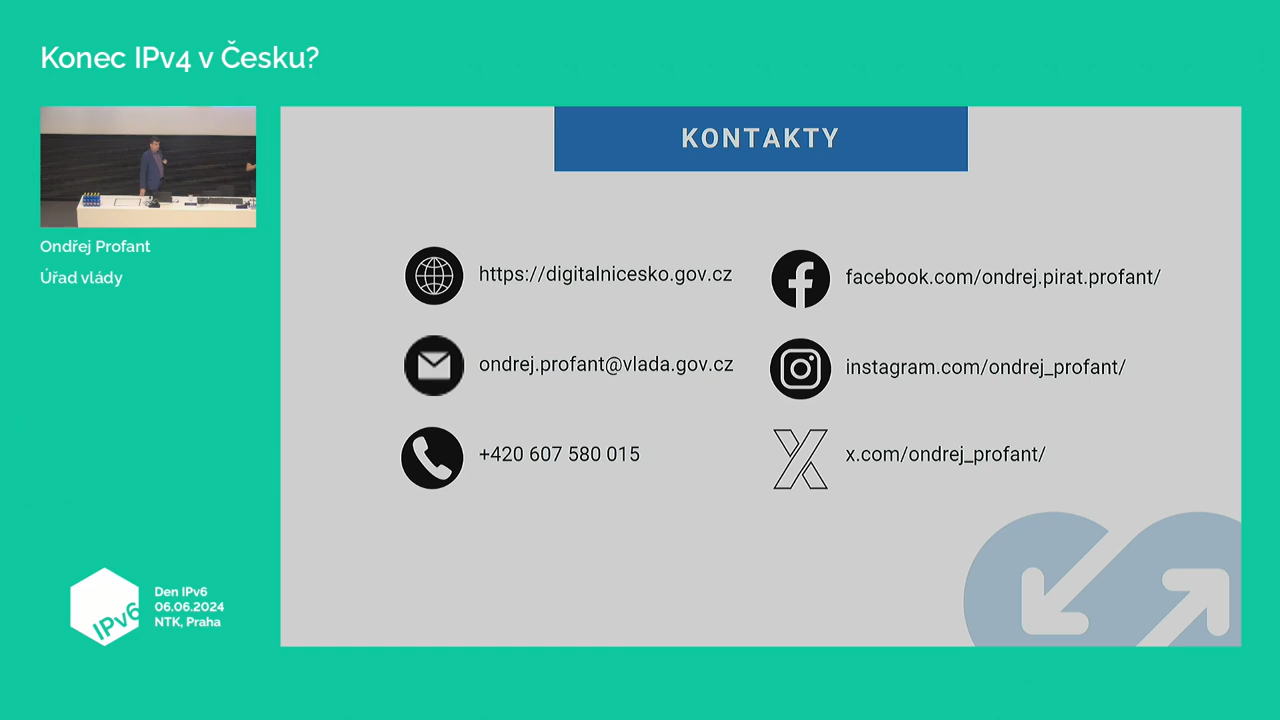 Konec IPv4 v Česku?
Ondřej Profant
Úřad vlády
KONTAKTY
https://digitalnicesko.gov.cz
ondrej.profant@vlada.gov.cz
+420 607 580 015
facebook.com/ondrej.pirat.profant/
instagram.com/ondrej_profant/
x.com/ondrej_profant/
IPv6
Den IPv6
06.06.2024
NTK, Praha